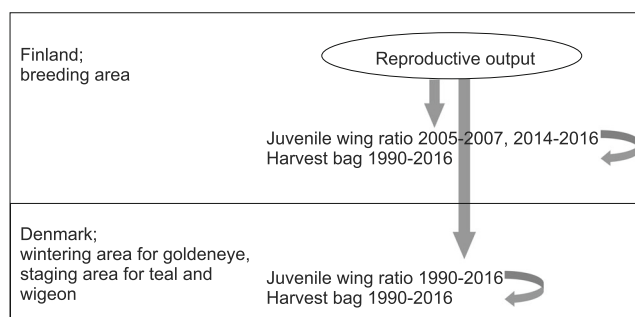 Finland;
breeding area
Reproductive output
Juvenile wing ratio 2005-2007, 2014-2016
Harvest bag 1990-2016
Denmark;
wintering area for goldeneye,
staging area for teal and
wigeon
Juvenile wing ratio 1990-2016
Harvest bag 1990-2016